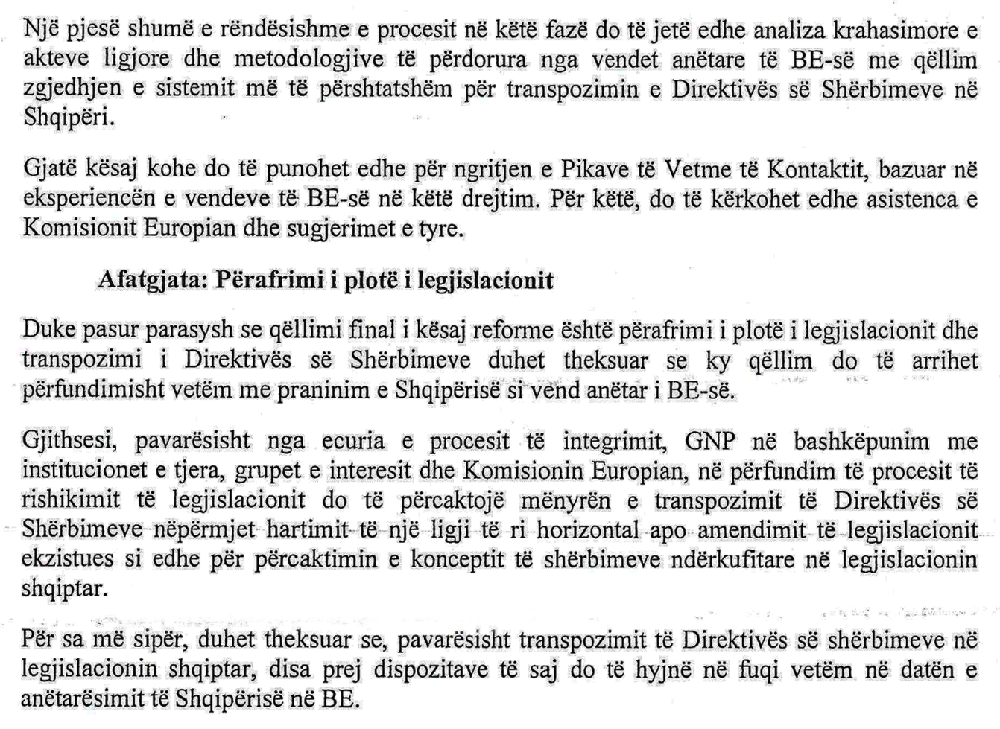 Një pjesë shumë e rëndësishme e procesit në këtë fazë do të jetë edhe analiza krahasimore e
akteve ligjore dhe metodologjive të përdorura nga vendet anëtare të BE-së me qëllim
zgjedhjen e sistemit më të përshtatshëm për transpozimin e Direktivës së Shërbimeve në
Shqipëri.
Gjatë kësaj kohe do të punohet edhe për ngritjen e Pikave të Vetme të Kontaktit, bazuar në
eksperiencën e vendeve të BE-së në këtë drejtim. Për këtë, do të kërkohet edhe asistenca e
Komisionit Europian dhe sugjerimet e tyre.
Afatgjata: Përafrimi i plotë i legjislacionit
Duke pasur parasysh se qëllimi final i kësaj reforme është përafrimi i plotë i legjislacionit dhe
transpozimi i Direktivës së Shërbimeve duhet theksuar se ky qëllim do të arrihet
përfundimisht vetëm me praninim e Shqipërisë si vend anëtar i BE-së.
Gjithsesi, pavarësisht nga ecuria e procesit të integrimit, GNP në bashkëpunim me
institucionet e tjera, grupet e interesit dhe Komisionin Europian, në përfundim të procesit të
rishikimit të legjislacionit do të përcaktojë mënyrën e transpozimit të Direktivës së
Shërbimeve nëpërmjet hartimit të një ligji të ri horizontal apo amendimit të legjislacionit
ekzistues si edhe për përcaktimin e konceptit të shërbimeve ndërkufitare në legjislacionin
shqiptar.
Për sa më sipër, duhet theksuar se, pavarësisht transpozimit të Direktivës së shërbimeve në
legjislacionin shqiptar, disa prej dispozitave të saj do të hyjnë në fuqi vetëm në datën e
anëtarësimit të Shqipërisë në BE.